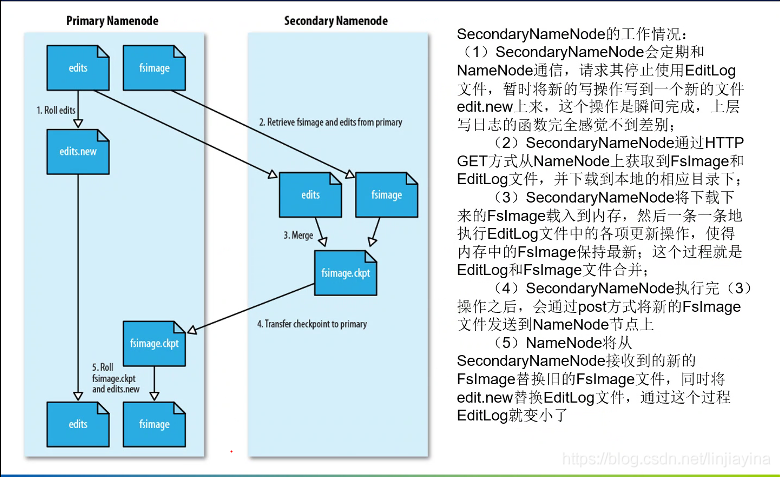 Primary Namenode
Secondary Namenode
edits
fsimage
1. Roll edits
2. Retrieve fsimage and edits from primary
edits.new
edits
fsimage
3. Merge
fsimage.ckpt
4. Transfer checkpoint to primary
fsimage.ckpt
5. Roll
fsimage.ckpt
and edits.new
edits
fsimage
SecondaryNameNode的工作情况：
（1）SecondaryNameNode会定期和
NameNode通信，请求其停止使用EditLog
文件，暂时将新的写操作写到一个新的文件
edit.new上来，这个操作是瞬间完成，上层
写日志的函数完全感觉不到差别；
（2）SecondaryNameNode通过HTTP
GET方式从NameNode上获取到FsImage和
EditLog文件，并下载到本地的相应目录下；
（3）SecondaryNameNode将下载下
来的FsImage载入到内存，然后一条一条地
执行EditLog文件中的各项更新操作，使得
内存中的FsImage保持最新；这个过程就是
EditLog和FsImage文件合并；
（4）SecondaryNameNode执行完（3）
操作之后，会通过post方式将新的FsImage
文件发送到NameNode节点上
（5）NameNode将从
SecondaryNameNode接收到的新的
FsImage替换旧的FsImage文件，同时将
edit.new替换EditLog文件，通过这个过程
EditLog就变小了
https://blog.csdn.net/linjiayina